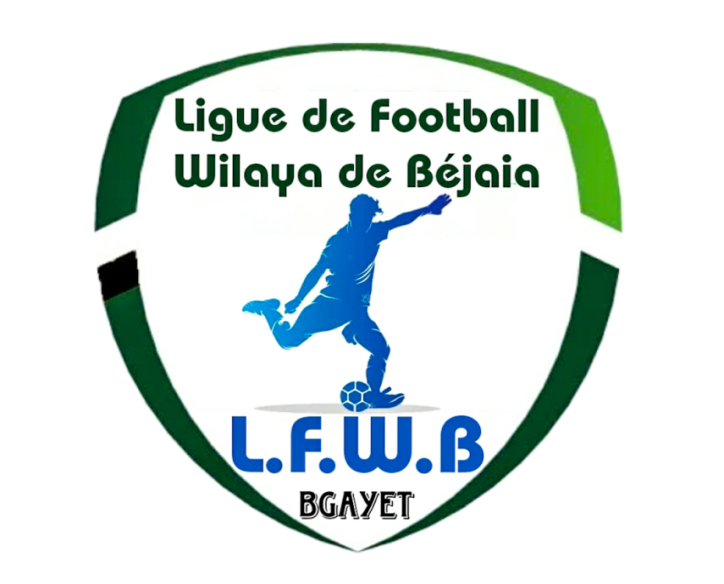 Ligue de Football
Wilaya de Béjaia
L.F.W.B
BGAYET